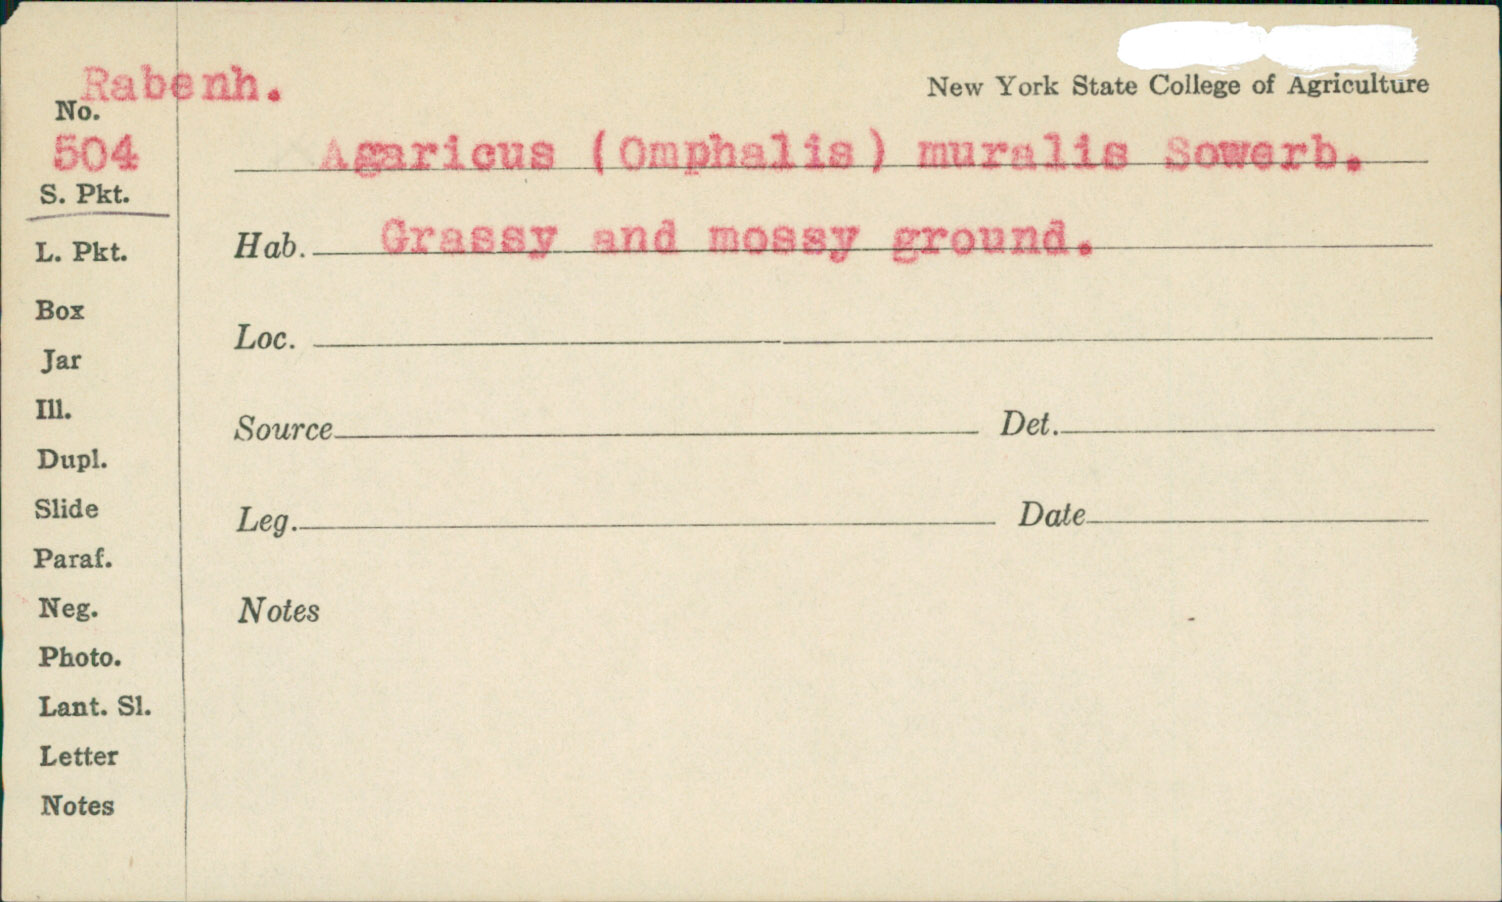 Rabenh.
New York State College of Agriculture
No.
504
Agaricus (Omphalis) muralis Sowerb.
S. Pkt.
Hab. Grassy and mossy ground.
L. Pkt.
Box
Loc.
Jar
Ill.
Source Det.
Dupl.
Slide
Leg. Date
Paraf.
Neg.
Notes
Photo.
Lant. Sl.
Letter
Notes